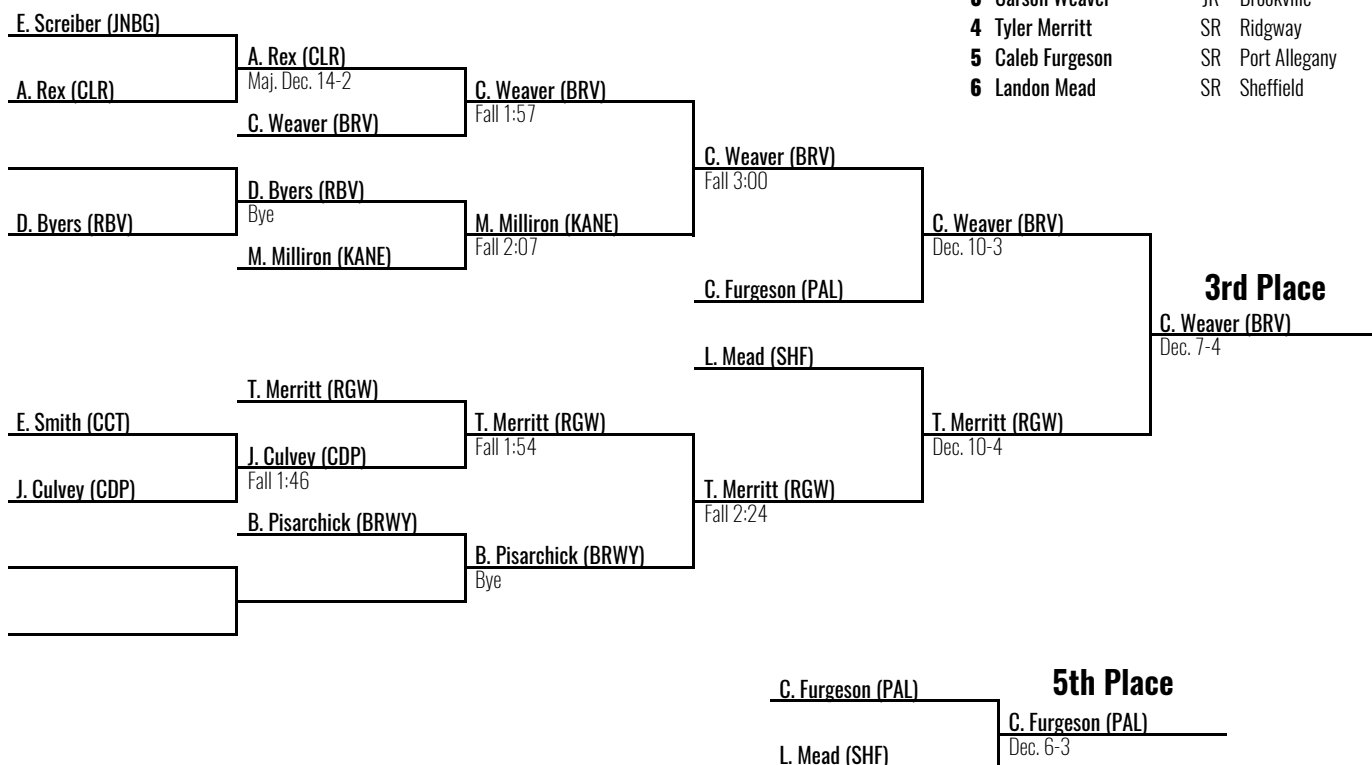 3 Carson Weaver JR Brookville
4 Tyler Merritt SR Ridgway
5 Caleb Furgeson SR Port Allegany
6 Landon Mead SR Sheffield
E. Screiber (JNBG)
A. Rex (CLR)
A. Rex (CLR)
Maj. Dec. 14-2
C. Weaver (BRV)
C. Weaver (BRV)
Fall 1:57
D. Byers (RBV)
D. Byers (RBV)
Bye
M. Milliron (KANE)
M. Milliron (KANE)
Fall 2:07
C. Weaver (BRV)
Fall 3:00
C. Furgeson (PAL)
C. Weaver (BRV)
Dec. 10-3
L. Mead (SHF)
T. Merritt (RGW)
E. Smith (CCT)
J. Culvey (CDP)
J. Culvey (CDP)
Fall 1:46
T. Merritt (RGW)
Fall 1:54
B. Pisarchick (BRWY)
B. Pisarchick (BRWY)
Bye
T. Merritt (RGW)
Fall 2:24
T. Merritt (RGW)
Dec. 10-4
3rd Place
C. Weaver (BRV)
Dec. 7-4
5th Place
C. Furgeson (PAL)
L. Mead (SHF)
C. Furgeson (PAL)
Dec. 6-3